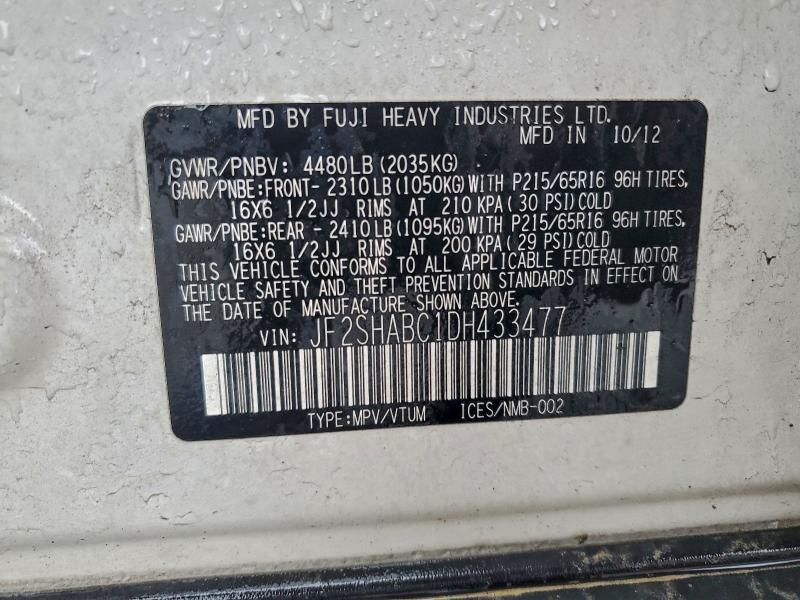 MFD BY FUJI HEAVY INDUSTRIES LTD.
MFD IN 10/12
GVWR/PNBV: 4480LB (2035KG)
GAWR/PNBE:FRONT- 2310LB (1050KG) WITH P215/65R16 96H TIRES,
16X6 1/2JJ RIMS AT 210 KPA (30 PSI) COLD
GAWR/PNBE:REAR - 2410LB (1095KG) WITH P215/65R16 96H TIRES,
16X6 1/2JJ RIMS AT 200 KPA (29 PSI) COLD
THIS VEHICLE CONFORMS TO ALL APPLICABLE FEDERAL MOTOR
VEHICLE SAFETY AND THEFT PREVENTION STANDARDS IN EFFECT ON
THE DATE OF MANUFACTURE SHOWN ABOVE.
VIN: JF2SHABC1DH433477
TYPE:MPV/VTUM ICES/NMB-002